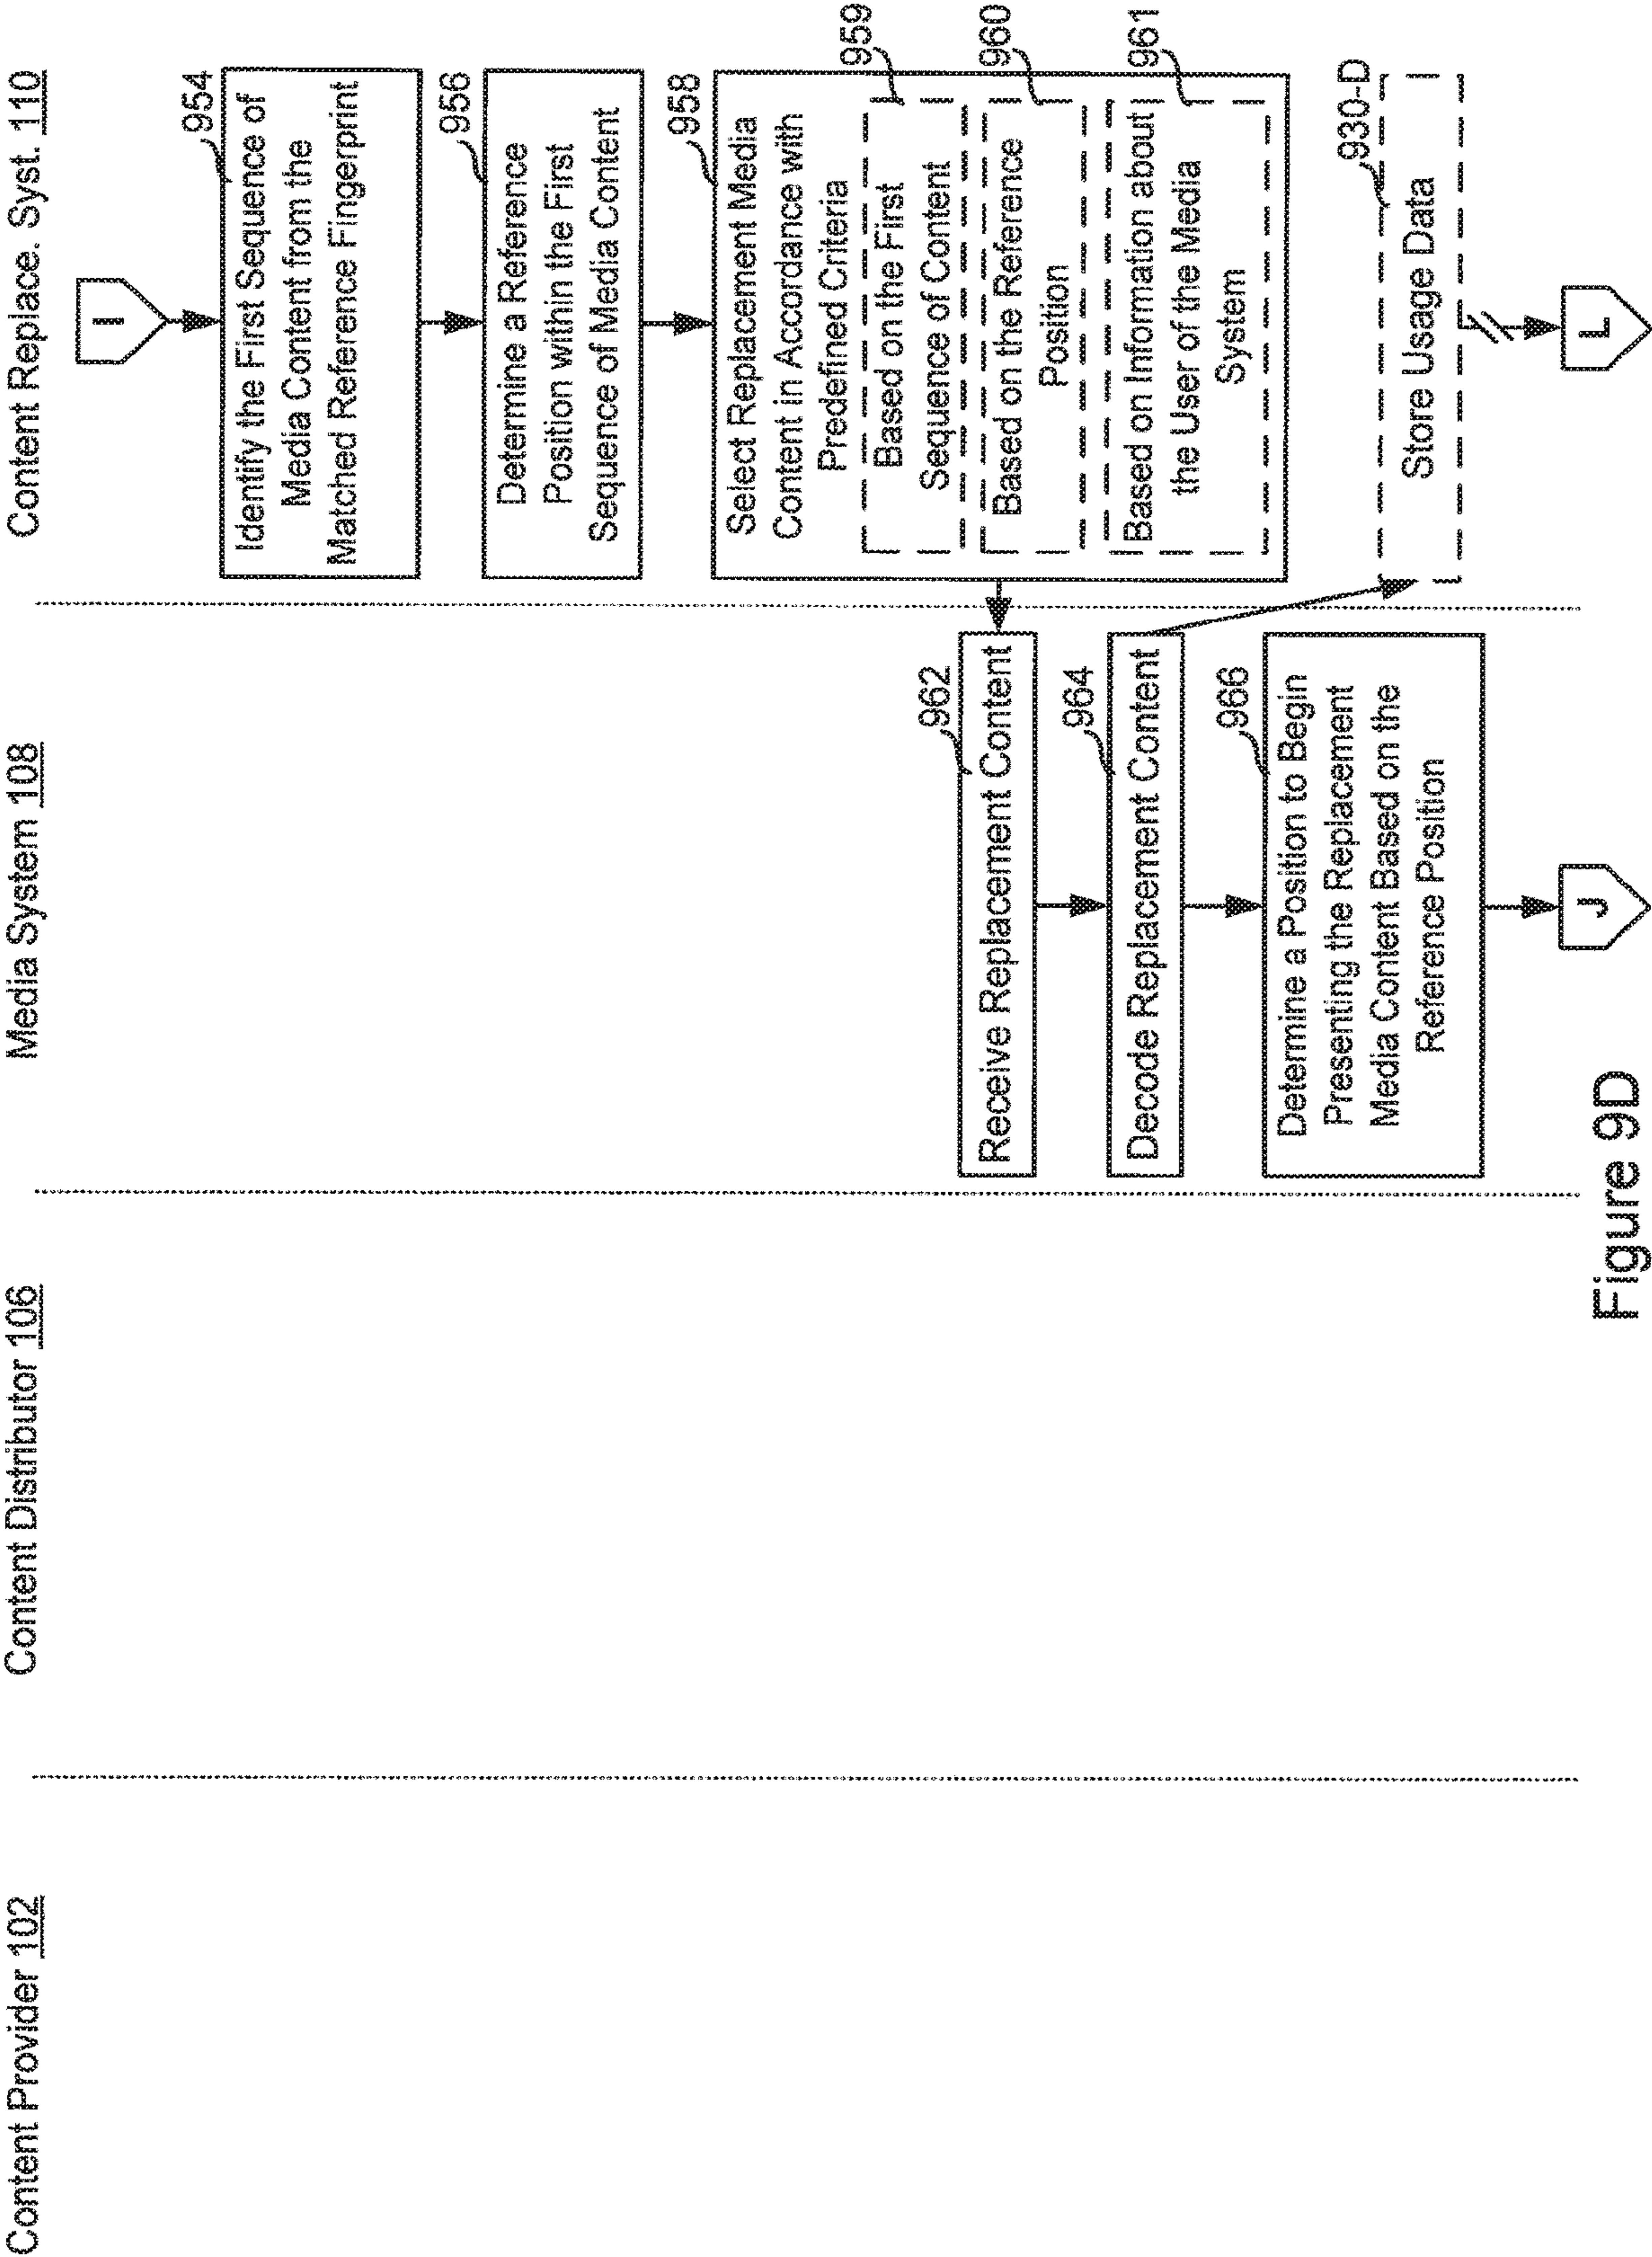 Content Provider 102
Content Distributor 106
Media System 108
Content Replace. Syst. 110
I
954
Identify the First Sequence of
Media Content from the
Matched Reference Fingerprint
956
Determine a Reference
Position within the First
Sequence of Media Content
958
Select Replacement Media
Content in Accordance with
Predefined Criteria
959
Based on the First
Sequence of Content
960
Based on the Reference
Position
961
Based on Information about
the User of the Media
System
962
Receive Replacement Content
964
Decode Replacement Content
966
Determine a Position to Begin
Presenting the Replacement
Media Content Based on the
Reference Position
930-D
Store Usage Data
J
L
Figure 9D